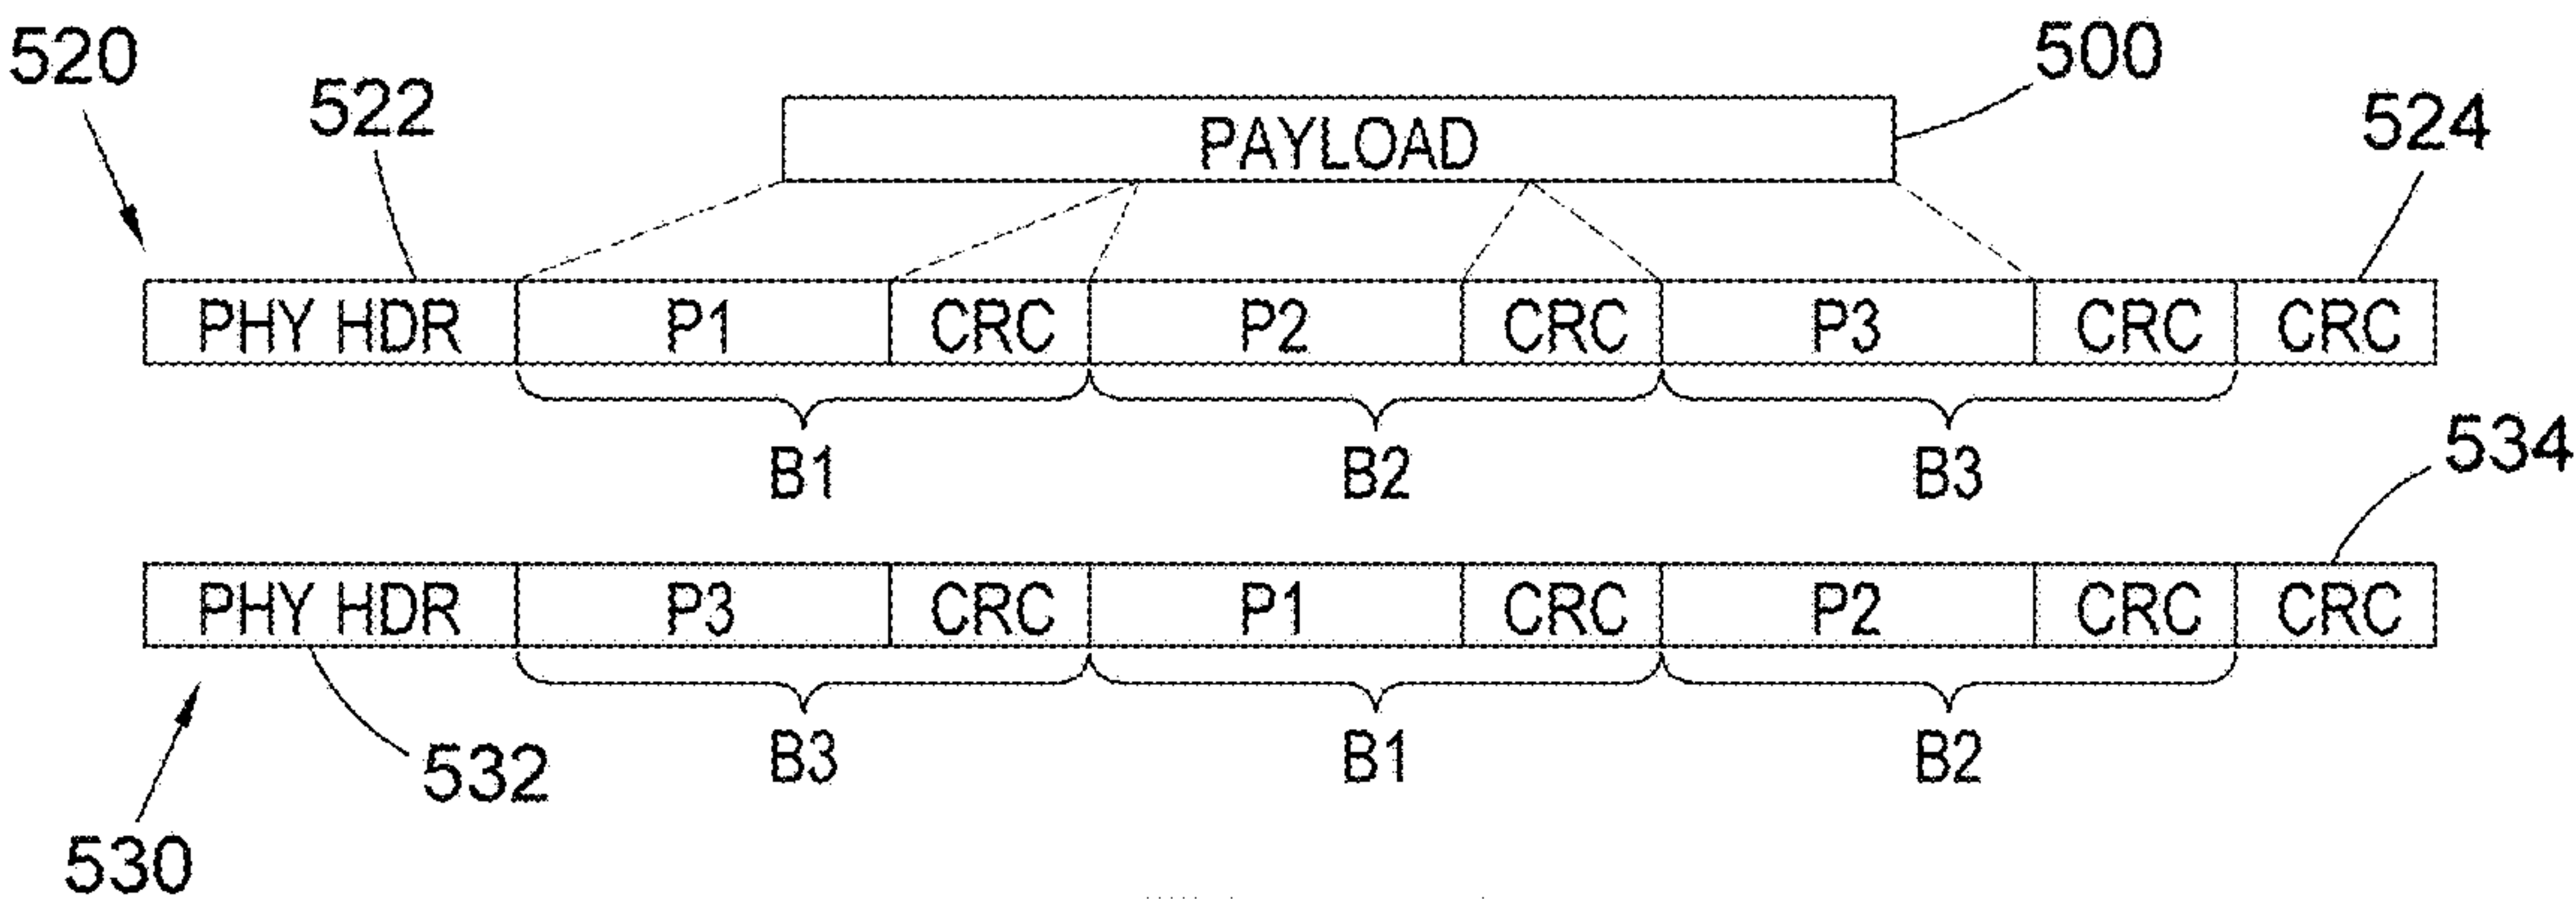 520
522
500
PAYLOAD
524
PHY HDR P1 CRC P2 CRC P3 CRC CRC
B1 B2 B3
534
PHY HDR P3 CRC P1 CRC P2 CRC CRC
B3 B1 B2
532
530